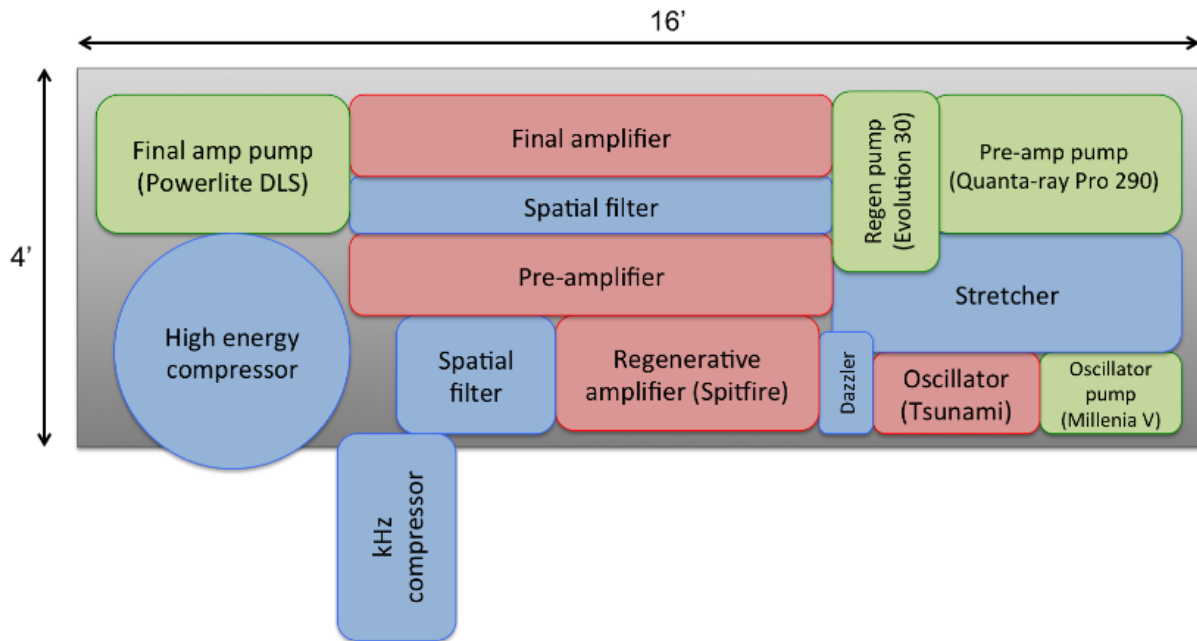 16’
4’
Final amp pump
(Powerlite DLS)
Final amplifier
Regen pump
(Evolution 30)
Pre-amp pump
(Quanta-ray Pro 290)
Spatial filter
Pre-amplifier
Stretcher
High energy
compressor
Spatial
filter
Regenerative
amplifier (Spitfire)
Dazzler
Oscillator
(Tsunami)
Oscillator
pump
(Millenia V)
kHz
compressor